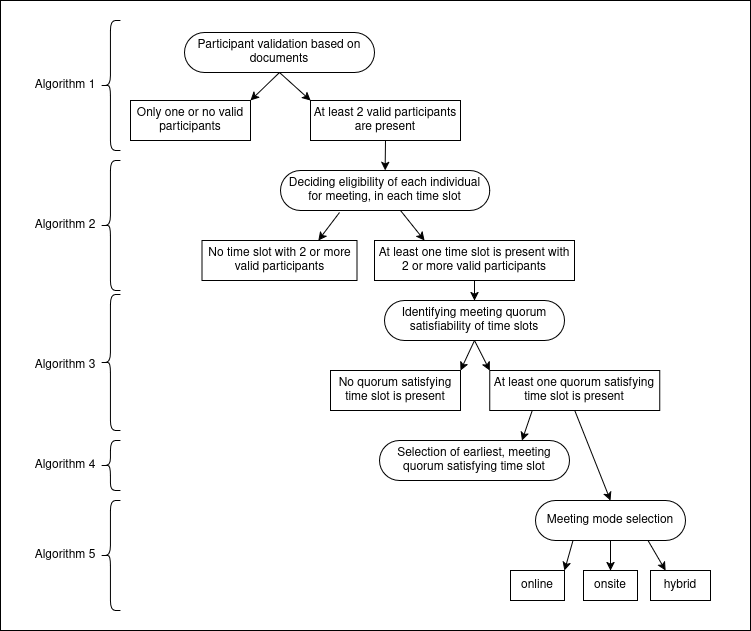 Participant validation based on
documents
Algorithm 1
Only one or no valid
participants
At least 2 valid participants
are present
Deciding eligibility of each individual
for meeting, in each time slot
Algorithm 2
No time slot with 2 or more
valid participants
At least one time slot is present with
2 or more valid participants
Identifying meeting quorum
satisfiability of time slots
Algorithm 3
No quorum satisfying
time slot is present
At least one quorum satisfying
time slot is present
Algorithm 4
Selection of earliest, meeting
quorum satisfying time slot
Meeting mode selection
Algorithm 5
online
onsite
hybrid